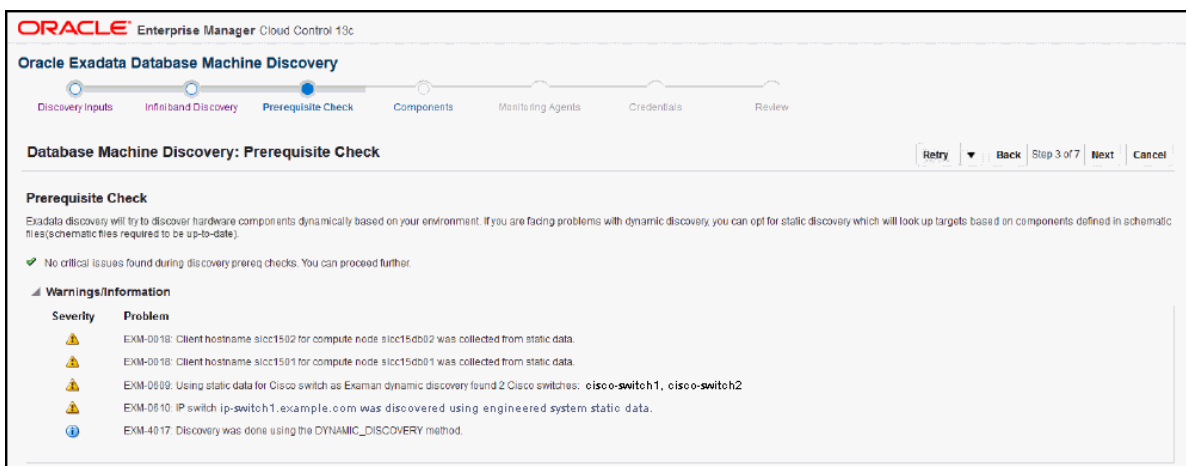 ORACLE® Enterprise Manager Cloud Control 13c
Oracle Exadata Database Machine Discovery
Discovery Inputs Infiniband Discovery Prerequisite Check Components Monitoring Agents Credentials Review
Database Machine Discovery: Prerequisite Check
Retry Back Step 3 of 7 Next Cancel
Prerequisite Check
Exadata discovery will try to discover hardware components dynamically based on your environment. If you are facing problems with dynamic discovery, you can opt for static discovery which will look up targets based on components defined in schematic
files(schematic files required to be up-to-date).
No critical issues found during discovery prereq checks. You can proceed further.
Warnings/Information
Severity Problem
EXM-0018: Client hostname slcc1502 for compute node slcc15db02 was collected from static data.
EXM-0018: Client hostname slcc1501 for compute node slcc15db01 was collected from static data.
EXM-0609: Using static data for Cisco switch as Examan dynamic discovery found 2 Cisco switches: cisco-switch1, cisco-switch2
EXM-0610: IP switch ip-switch1.example.com was discovered using engineered system static data.
EXM-4017: Discovery was done using the DYNAMIC_DISCOVERY method.